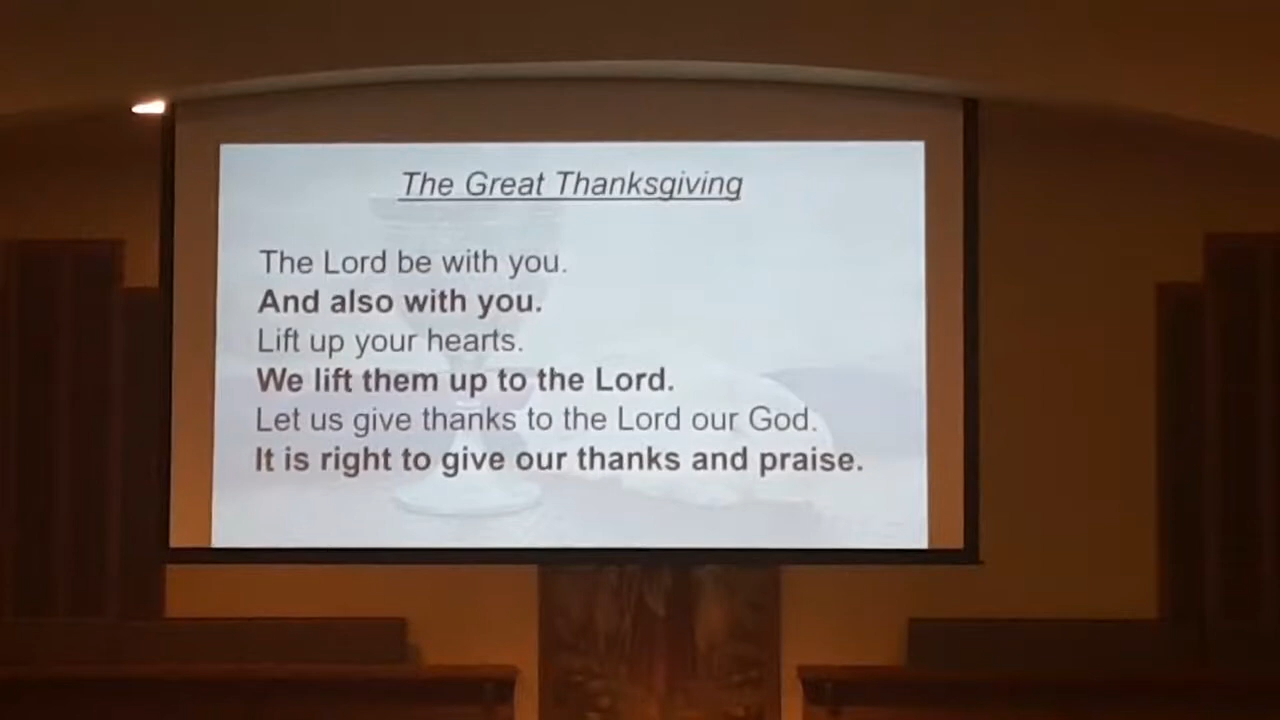 The Great Thanksgiving
The Lord be with you.
And also with you.
Lift up your hearts.
We lift them up to the Lord.
Let us give thanks to the Lord our God.
It is right to give our thanks and praise.